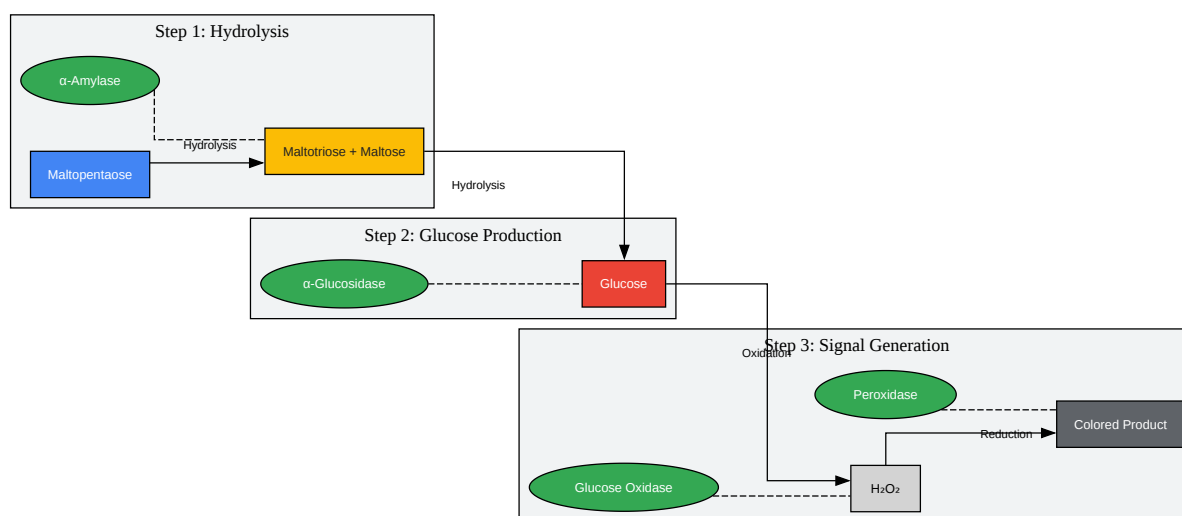 Step 1: Hydrolysis
α-Amylase
Hydrolysis
Maltotriose + Maltose
Maltopentaose
Hydrolysis
Step 2: Glucose Production
α-Glucosidase
Glucose
Step 3: Signal Generation
Oxidation
Peroxidase
Colored Product
Reduction
Glucose Oxidase
H₂O₂